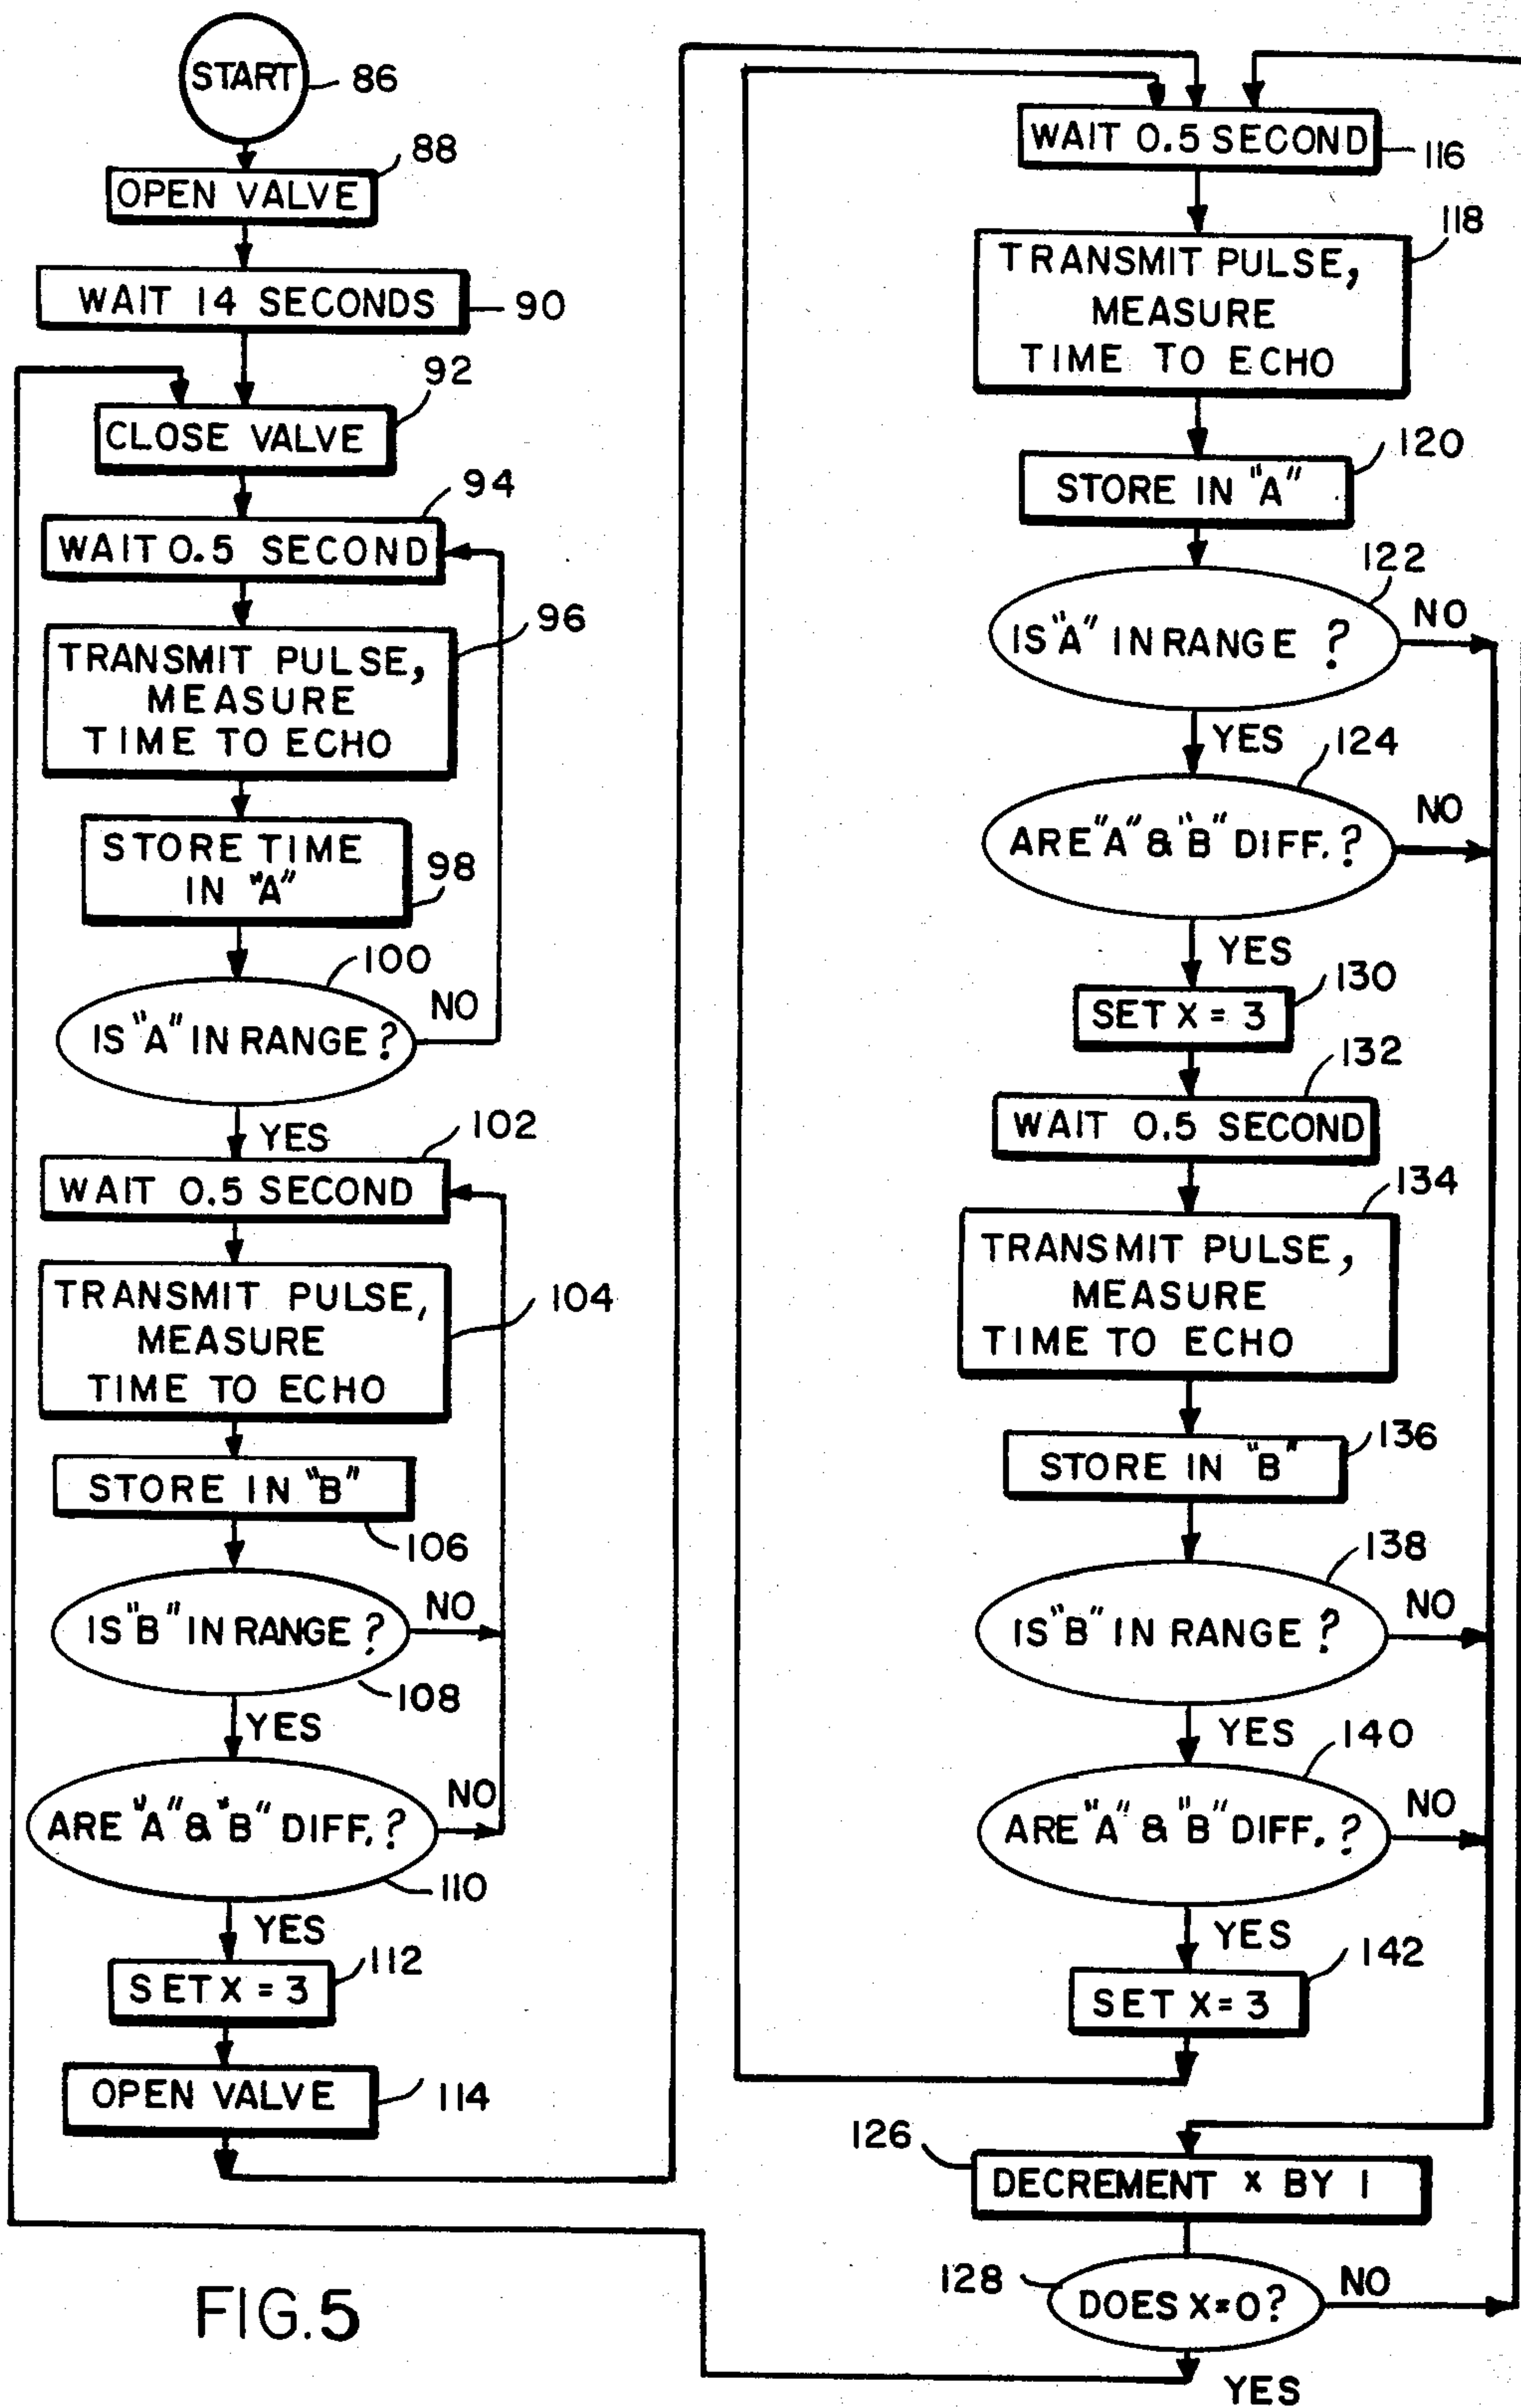 START
86
88
OPEN VALVE
WAIT 14 SECONDS
90
92
CLOSE VALVE
94
WAIT 0.5 SECOND
96
TRANSMIT PULSE,
MEASURE
TIME TO ECHO
STORE TIME
IN "A"
98
100
IS "A" IN RANGE ?
NO
YES
102
WAIT 0.5 SECOND
TRANSMIT PULSE,
MEASURE
TIME TO ECHO
104
STORE IN "B"
106
IS "B" IN RANGE ?
NO
108
YES
ARE "A" & "B" DIFF. ?
NO
110
YES
112
SET X = 3
OPEN VALVE
114
WAIT 0.5 SECOND
116
118
TRANSMIT PULSE,
MEASURE
TIME TO ECHO
120
STORE IN "A"
122
IS "A" IN RANGE ?
NO
YES
124
ARE "A" & "B" DIFF. ?
NO
YES
130
SET X = 3
132
WAIT 0.5 SECOND
134
TRANSMIT PULSE,
MEASURE
TIME TO ECHO
136
STORE IN "B"
138
IS "B" IN RANGE ?
NO
YES
140
ARE "A" & "B" DIFF. ?
NO
YES
142
SET X = 3
126
DECREMENT X BY 1
128
DOES X = 0 ?
NO
YES
FIG. 5